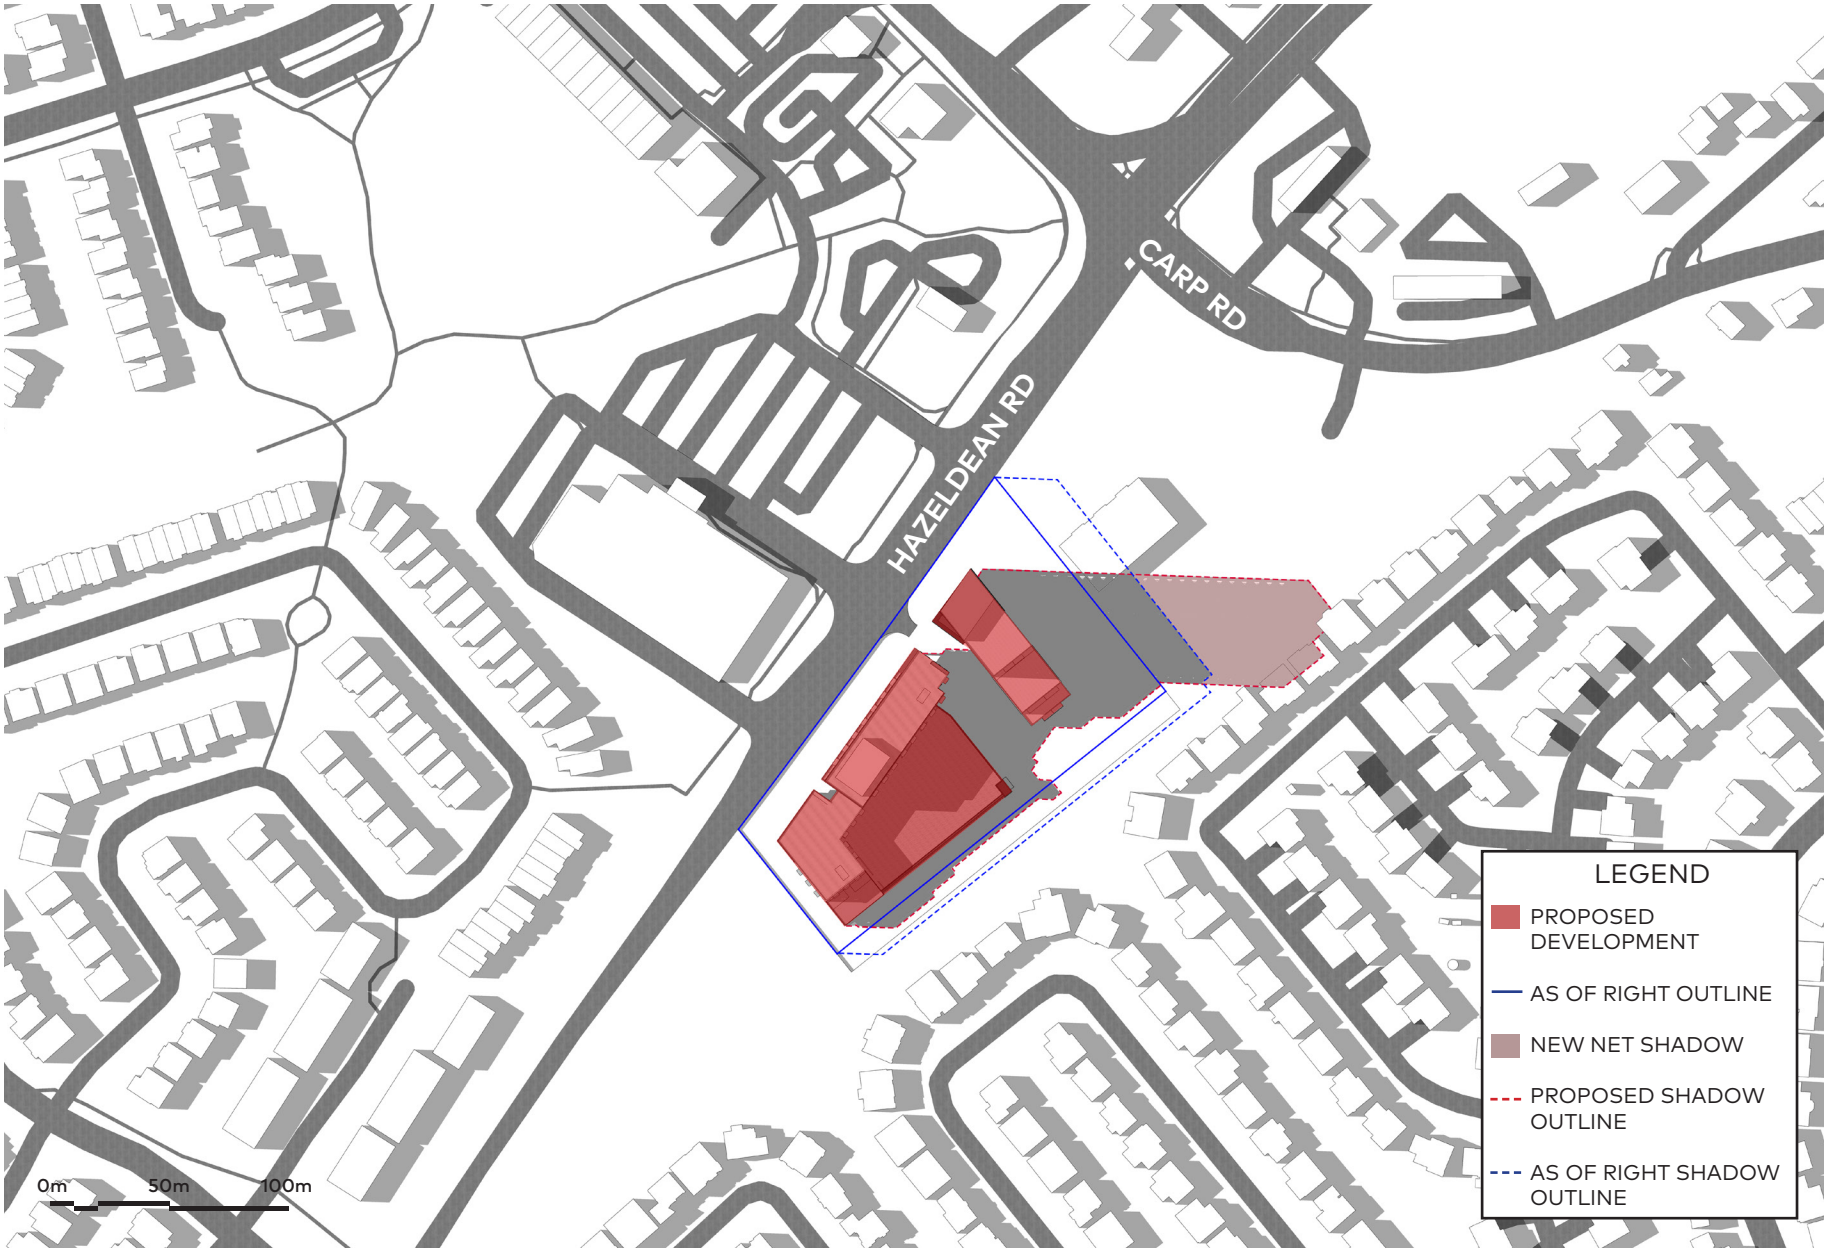 CARP RD
HAZELDEAN RD
LEGEND
PROPOSED
DEVELOPMENT
AS OF RIGHT OUTLINE
NEW NET SHADOW
PROPOSED SHADOW
OUTLINE
AS OF RIGHT SHADOW
OUTLINE
0m 50m 100m